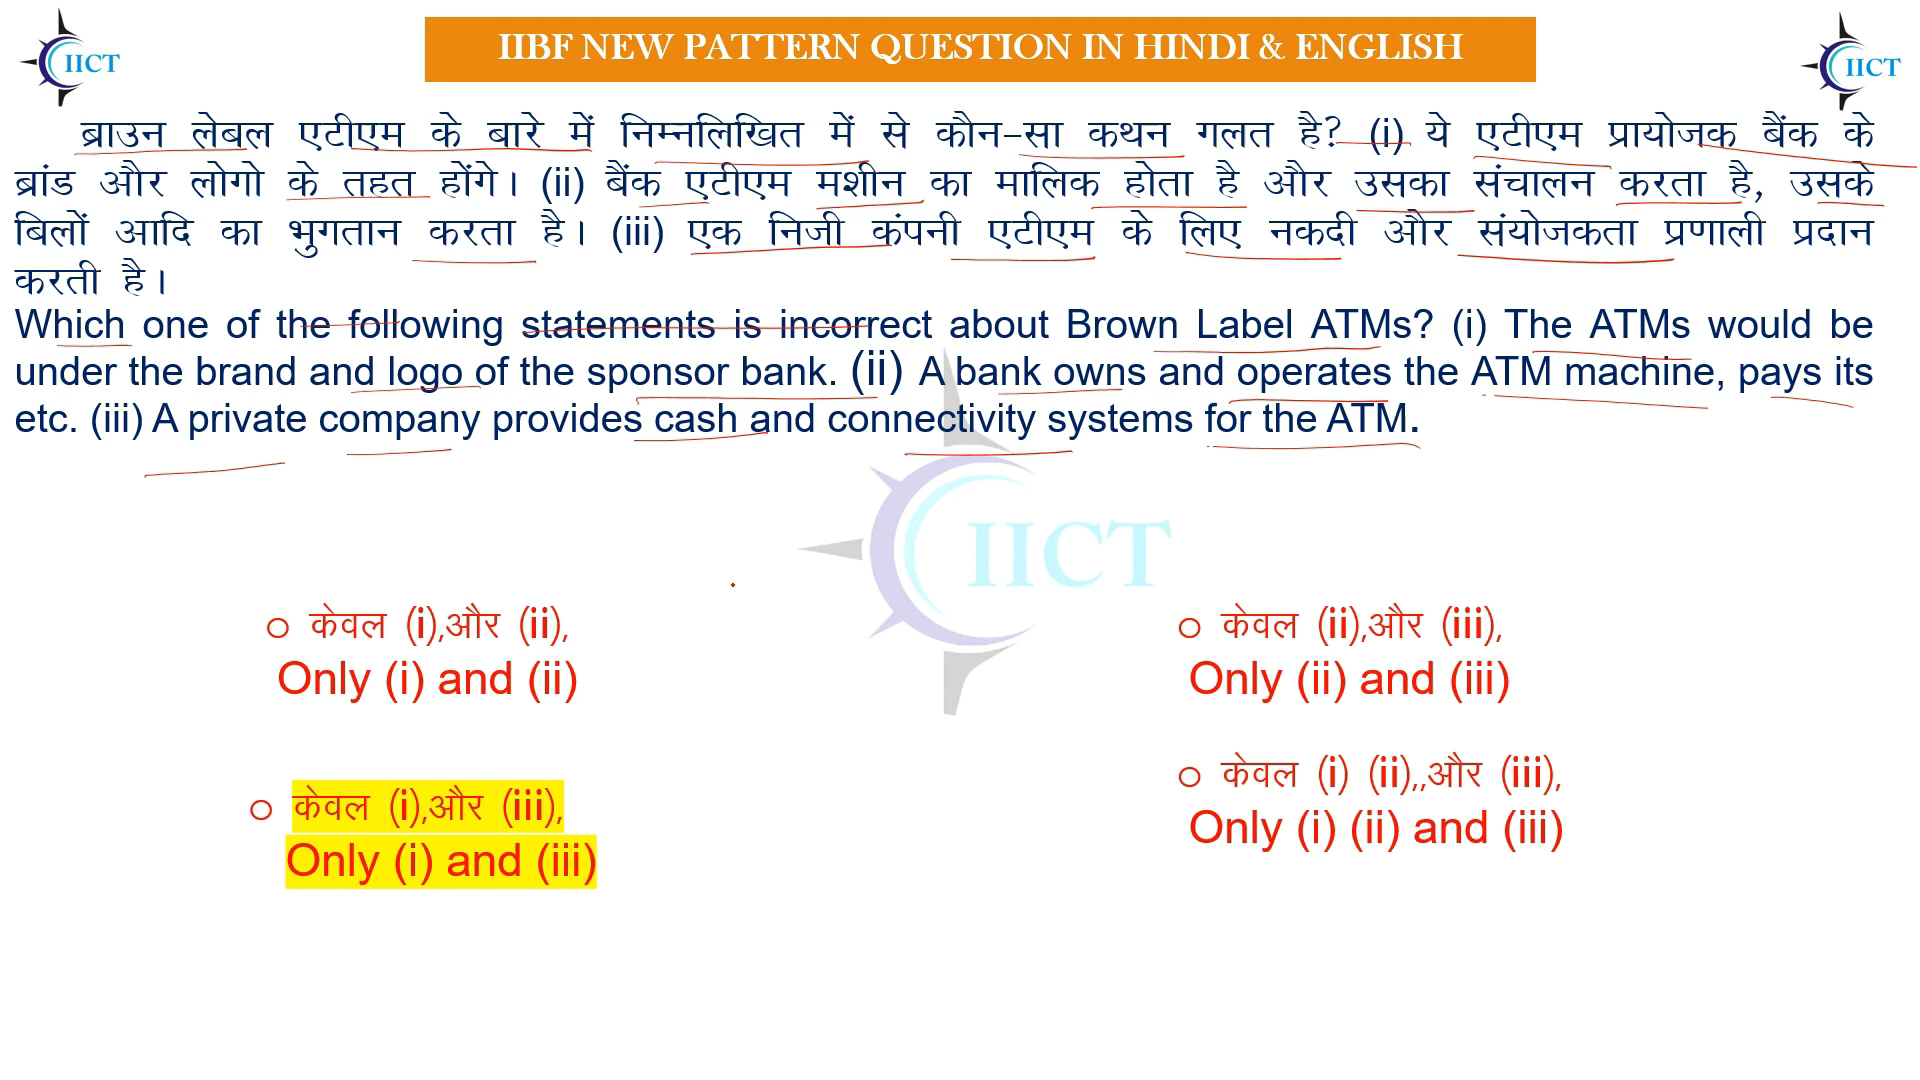 IICT
IIBF NEW PATTERN QUESTION IN HINDI & ENGLISH
IICT
ब्राउन लेबल एटीएम के बारे में निम्नलिखित में से कौन-सा कथन गलत है? (i) ये एटीएम प्रायोजक बैंक के
ब्रांड और लोगो के तहत होंगे। (ii) बैंक एटीएम मशीन का मालिक होता है और उसका संचालन करता है, उसके
बिलों आदि का भुगतान करता है। (iii) एक निजी कंपनी एटीएम के लिए नकदी और संयोजकता प्रणाली प्रदान
करती है।
Which one of the following statements is incorrect about Brown Label ATMs? (i) The ATMs would be
under the brand and logo of the sponsor bank. (ii) A bank owns and operates the ATM machine, pays its
etc. (iii) A private company provides cash and connectivity systems for the ATM.
IICT
केवल (i),और (ii),
Only (i) and (ii)
केवल (ii),और (iii),
Only (ii) and (iii)
केवल (i),और (iii),
Only (i) and (iii)
केवल (i) (ii),,और (iii),
Only (i) (ii) and (iii)